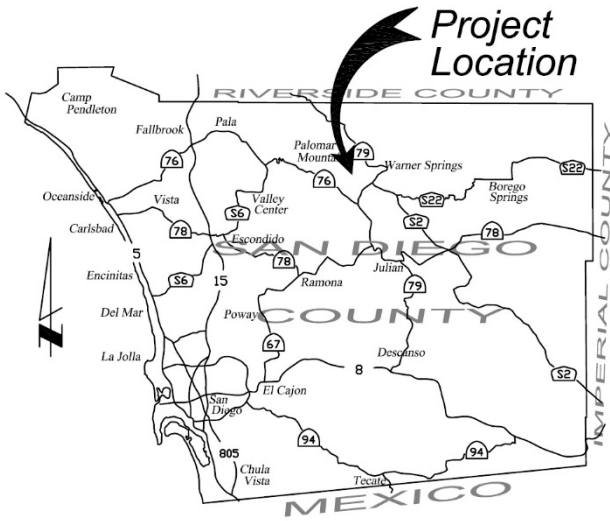 Project
Location
RIVERSIDE COUNTY
Camp
Pendleton
Fallbrook
Pala
Palomar
Mounta
79
Warner Springs
76
76
S22
Oceanside
Vista
Valley
Center
S6
S22
Borego
Springs
Carlsbad
78
S2
78
Escondido
SAN DIEGO
5
78
Julian
Encinitas
S6
15
Ramona
79
Del Mar
Poway
COUNTY
IMPERIAL COUNTY
67
La Jolla
Descanso
8
S2
El Cajon
San
Diego
94
94
805
Chula
Vista
Tecate
MEXICO